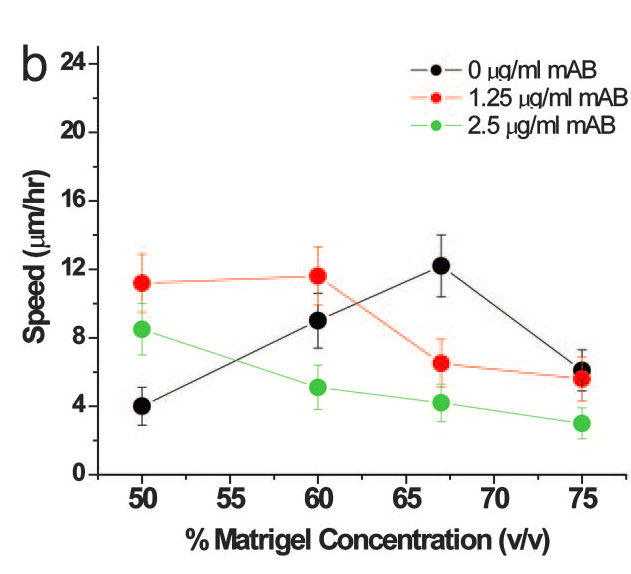 b
24
20
16
12
8
4
0
Speed (μm/hr)
0 μg/ml mAB
1.25 μg/ml mAB
2.5 μg/ml mAB
50 55 60 65 70 75
% Matrigel Concentration (v/v)